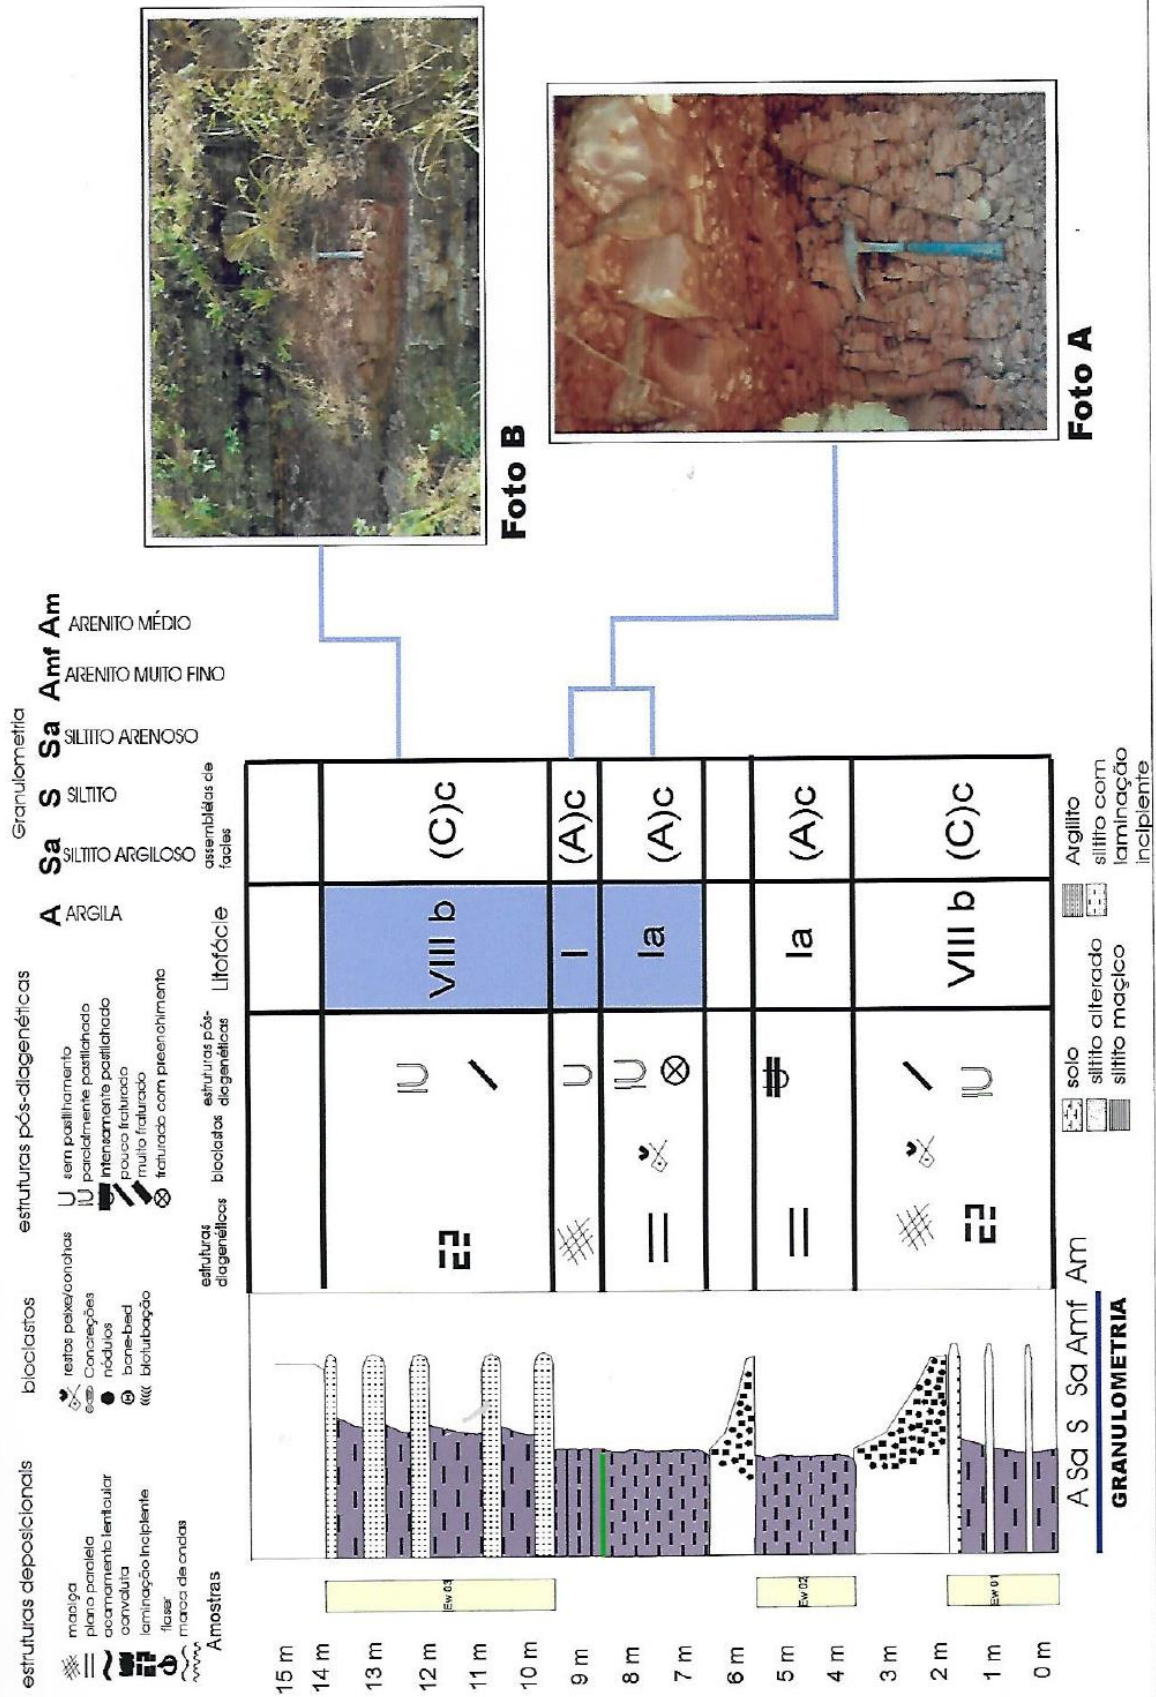 estruturas deposicionais
maciça
plano paralela
acamamento lenticular
convoluta
laminação incipiente
flaser
marca de ondas
bioclastos
restos peixe/conchas
Concreções
nódulos
bone-bed
bioturbação
estruturas pós-diagenéticas
sem pastilhamento
parcialmente pastilhado
intensamente pastilhado
pouco fraturado
muito fraturado
fraturado com preenchimento
Granulometria
A ARGILA
Sa SILTITO ARGILOSO
S SILTITO
Sa SILTITO ARENOSO
Amf ARENITO MUITO FINO
Am ARENITO MÉDIO
Amostras
estruturas diagenéticas
bioclastos
estruturas pós-diagenéticas
Litofácie
assembléias de fácies
15 m
14 m
13 m
12 m
11 m
10 m
9 m
8 m
7 m
6 m
5 m
4 m
3 m
2 m
1 m
0 m
Ew 03
Ew 02
Ew 01
VIII b (C)c
I (A)c
Ia (A)c
Ia (A)c
VIII b (C)c
A Sa S Sa Amf Am
GRANULOMETRIA
solo
siltito alterado
siltito maçico
Argilito
siltito com
laminação
incipiente
Foto B
Foto A